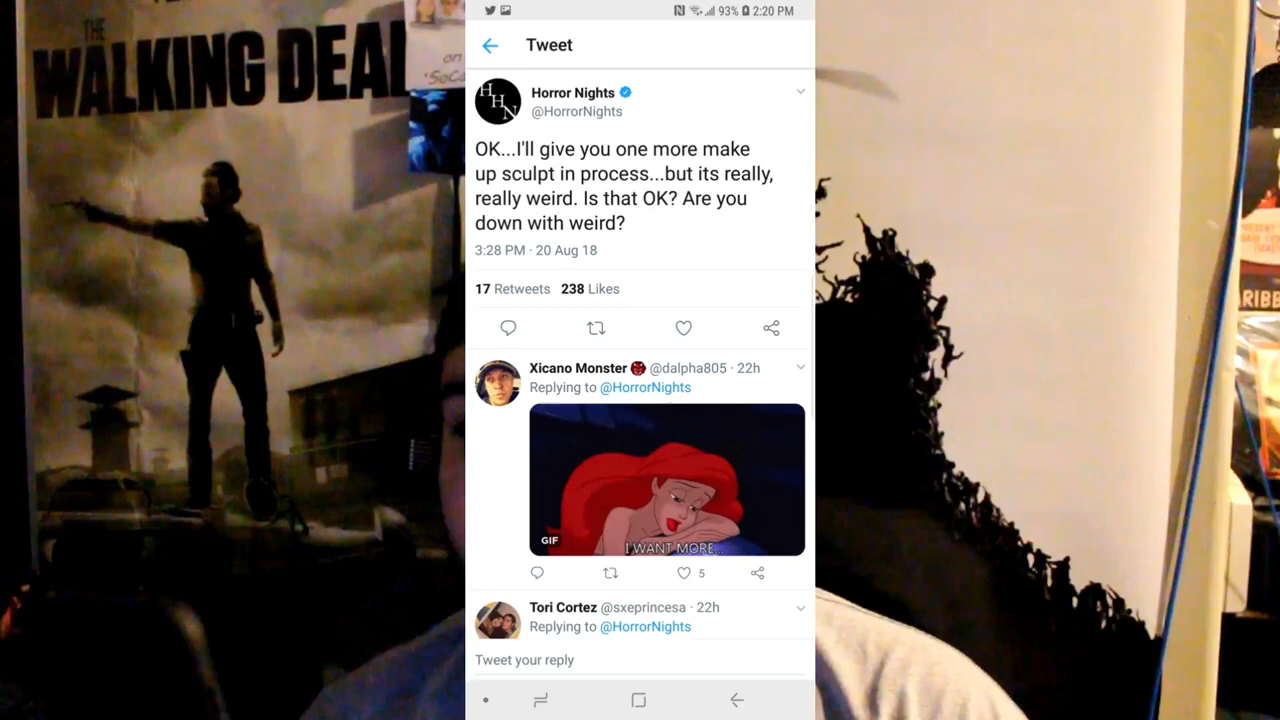 THE
WALKING DEAD
on
93% 2:20 PM
Tweet
HHN
Horror Nights
@HorrorNights
OK...I'll give you one more make
up sculpt in process...but its really,
really weird. Is that OK? Are you
down with weird?
3:28 PM · 20 Aug 18
17 Retweets 238 Likes
Xicano Monster @dalpha805 · 22h
Replying to @HorrorNights
GIF
I WANT MORE...
5
Tori Cortez @sxeprincesa · 22h
Replying to @HorrorNights
Tweet your reply